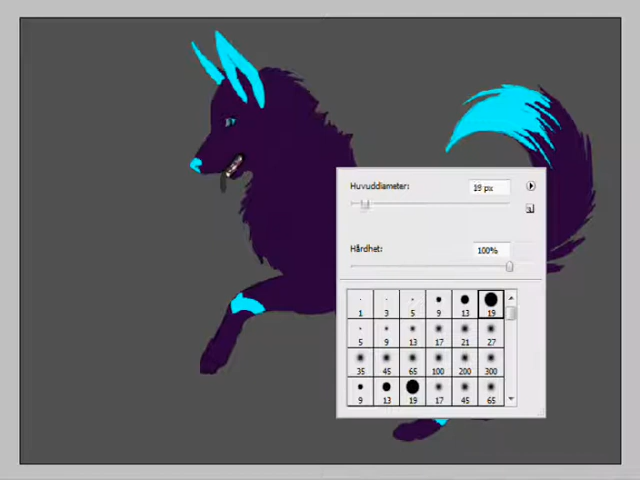 Huvuddiameter: 19 px
Hårdhet: 100%
1 3 5 9 13 19
5 9 13 17 21 27
35 45 65 100 200 300
9 13 19 17 45 65